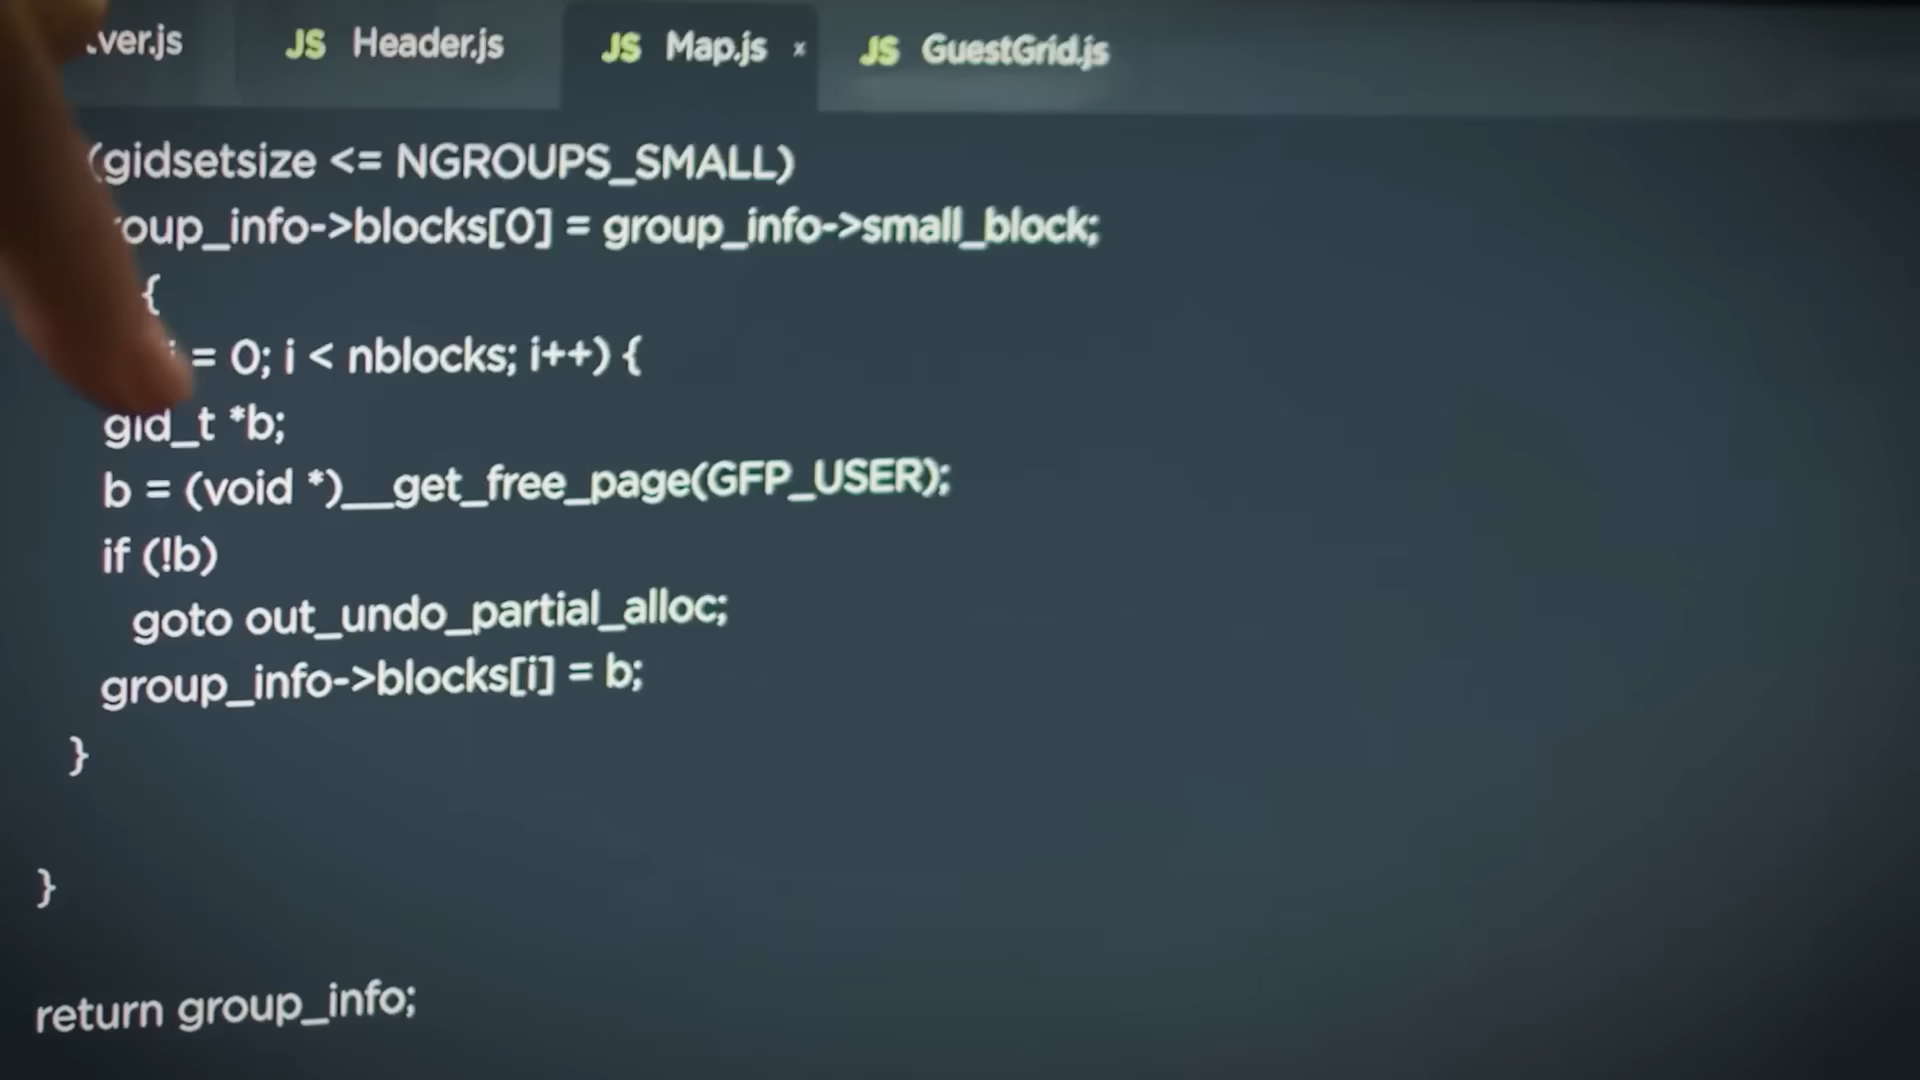 .ver.js JS Header.js JS Map.js x JS GuestGrid.js
(gidsetsize <= NGROUPS_SMALL)
oup_info->blocks[0] = group_info->small_block;
{
i = 0; i < nblocks; i++) {
gid_t *b;
b = (void *)__get_free_page(GFP_USER);
if (!b)
goto out_undo_partial_alloc;
group_info->blocks[i] = b;
}
}
return group_info;